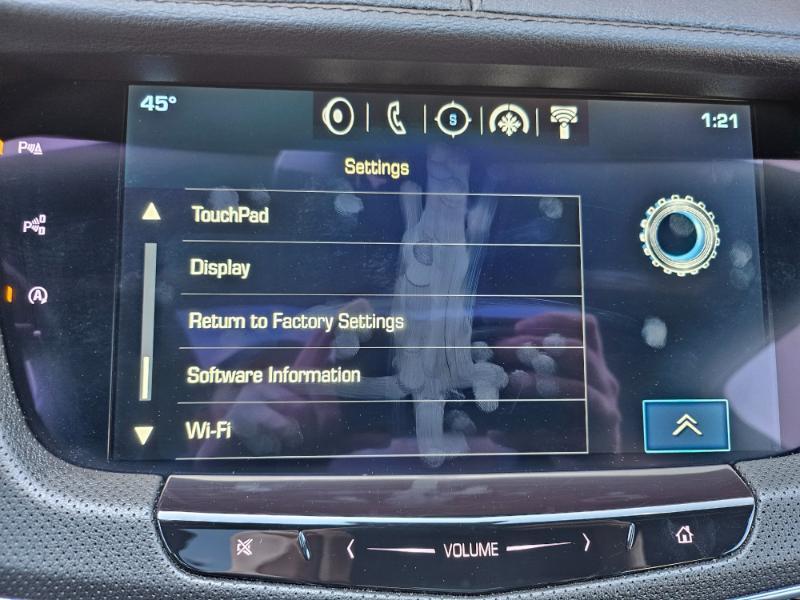 45°
S
1:21
Settings
TouchPad
Display
Return to Factory Settings
Software Information
Wi-Fi
P
P
A
VOLUME